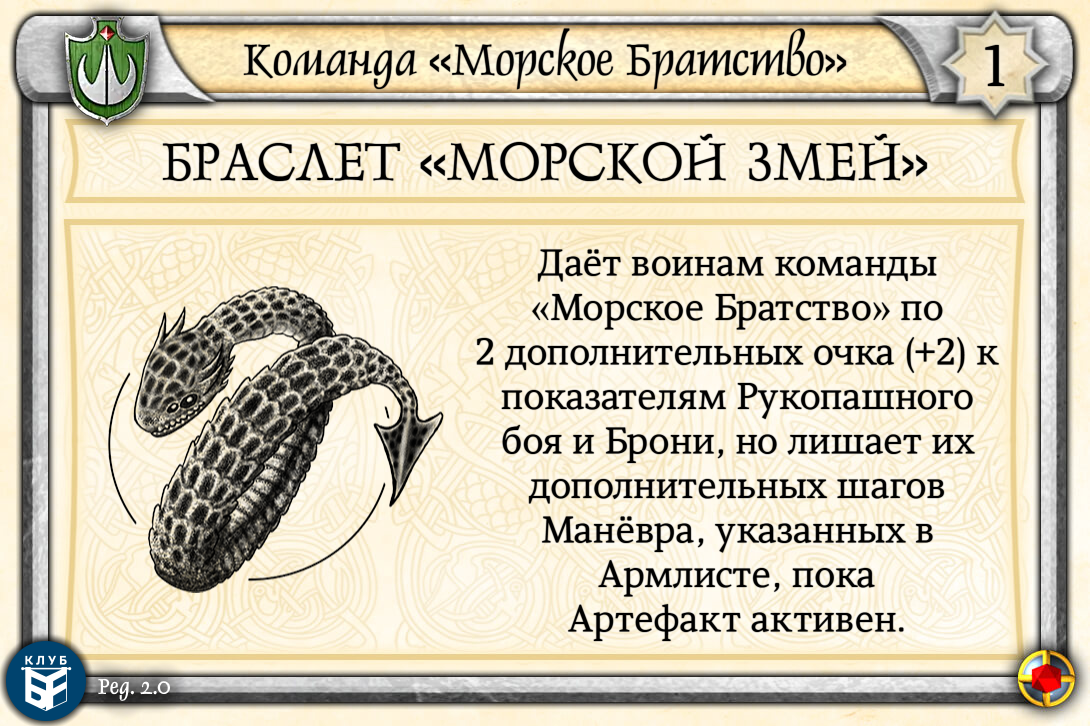 Команда «Морское Братство»
1
БРАСЛЕТ «МОРСКОЙ ЗМЕЙ»
Даёт воинам команды
«Морское Братство» по
2 дополнительных очка (+2) к
показателям Рукопашного
боя и Брони, но лишает их
дополнительных шагов
Манёвра, указанных в
Армлисте, пока
Артефакт активен.
КЛУБ
Ред. 2.0